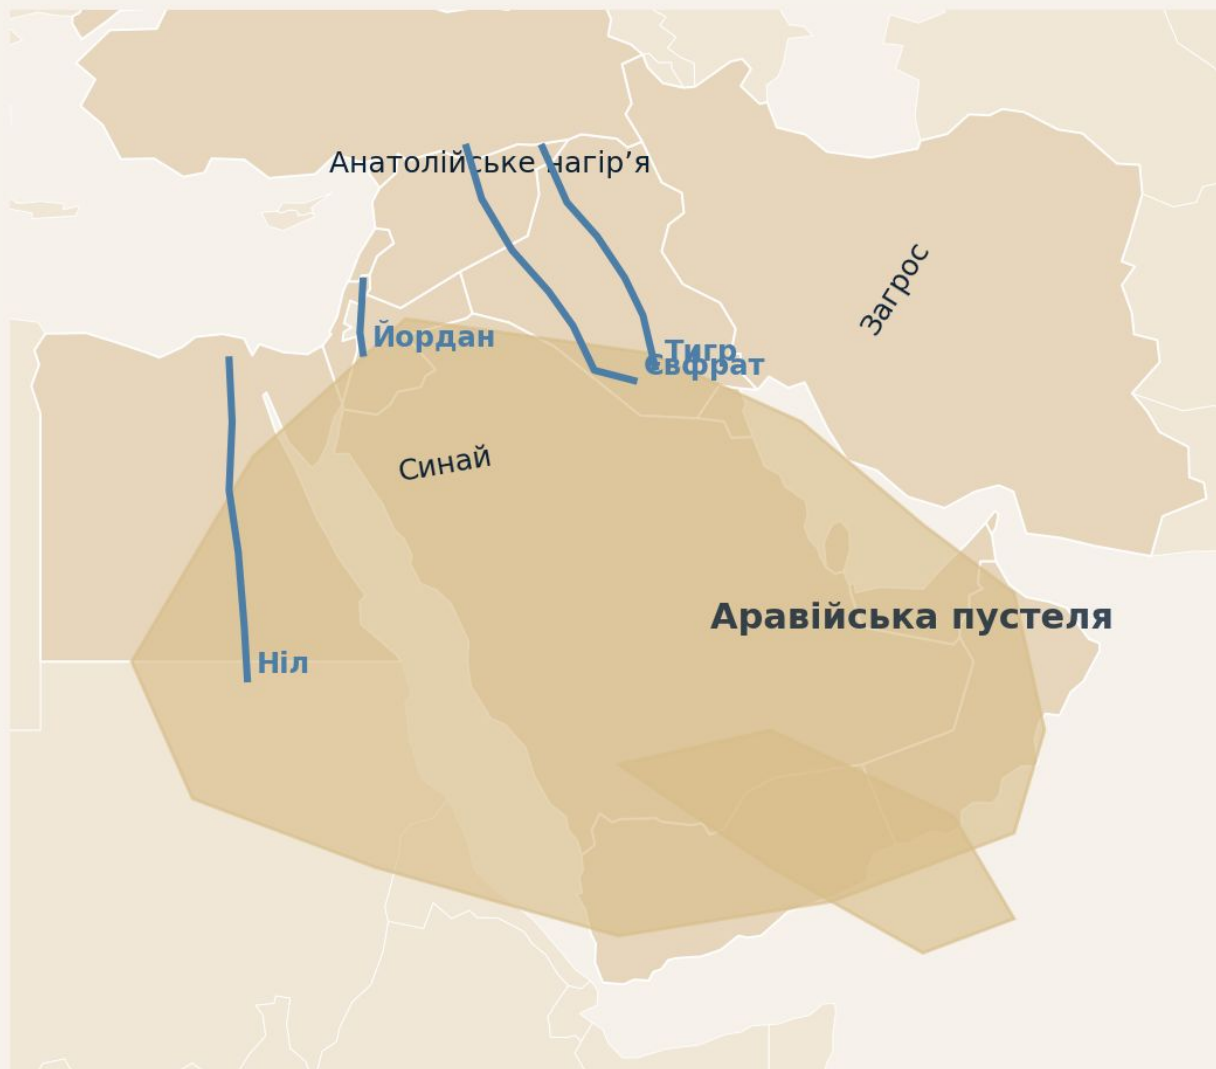 Анатолійське нагір’я
Загрос
Йордан
Тигр
Євфрат
Синай
Аравійська пустеля
Ніл